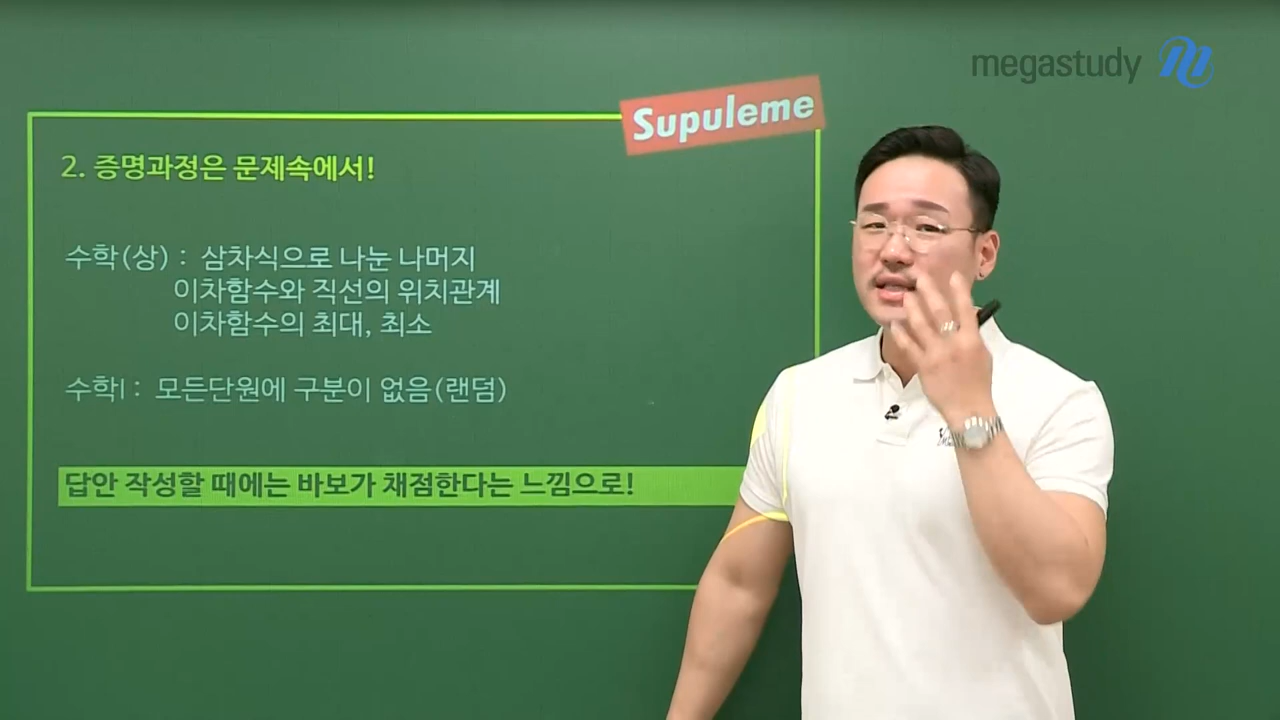 megastudy
Supuleme
2. 증명과정은 문제속에서!
수학(상) : 삼차식으로 나눈 나머지
이차함수와 직선의 위치관계
이차함수의 최대, 최소
수학I : 모든단원에 구분이 없음(랜덤)
답안 작성할 때에는 바보가 채점한다는 느낌으로!